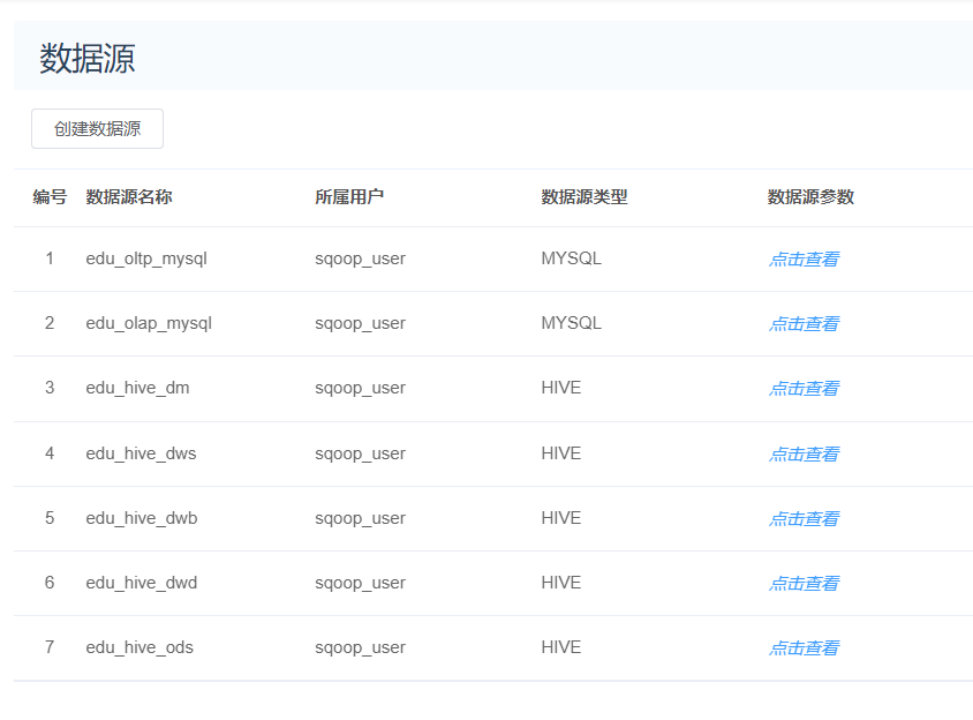 数据源
创建数据源
编号 数据源名称 所属用户 数据源类型 数据源参数
1 edu_oltp_mysql sqoop_user MYSQL 点击查看
2 edu_olap_mysql sqoop_user MYSQL 点击查看
3 edu_hive_dm sqoop_user HIVE 点击查看
4 edu_hive_dws sqoop_user HIVE 点击查看
5 edu_hive_dwb sqoop_user HIVE 点击查看
6 edu_hive_dwd sqoop_user HIVE 点击查看
7 edu_hive_ods sqoop_user HIVE 点击查看